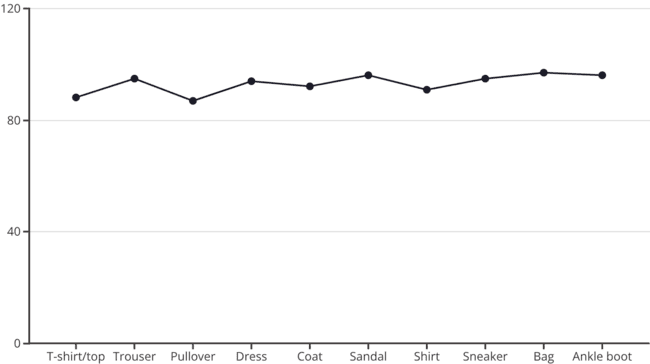 120
80
40
0
T-shirt/top Trouser Pullover Dress Coat Sandal Shirt Sneaker Bag Ankle boot